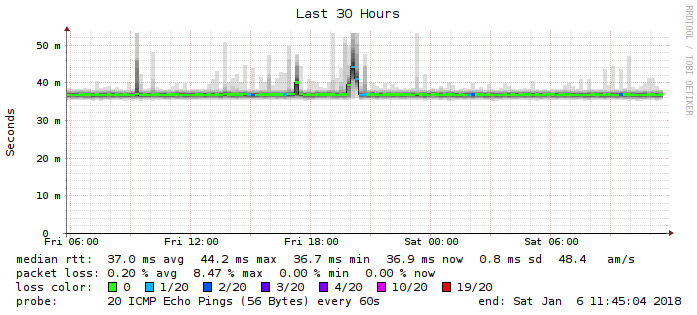 Last 30 Hours
RRDTOOL / TOBI OETIKER
Seconds
50 m
40 m
30 m
20 m
10 m
0
Fri 06:00 Fri 12:00 Fri 18:00 Sat 00:00 Sat 06:00
median rtt: 37.0 ms avg 44.2 ms max 36.7 ms min 36.9 ms now 0.8 ms sd 48.4 am/s
packet loss: 0.20 % avg 8.47 % max 0.00 % min 0.00 % now
loss color: 0 1/20 2/20 3/20 4/20 10/20 19/20
probe: 20 ICMP Echo Pings (56 Bytes) every 60s end: Sat Jan 6 11:45:04 2018